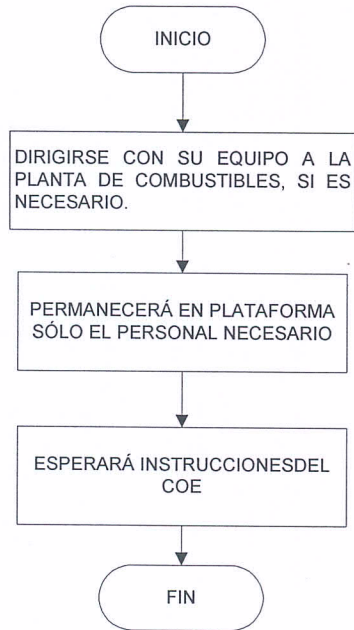 INICIO
DIRIGIRSE CON SU EQUIPO A LA
PLANTA DE COMBUSTIBLES, SI ES
NECESARIO.
PERMANECERÁ EN PLATAFORMA
SÓLO EL PERSONAL NECESARIO
ESPERARÁ INSTRUCCIONESDEL
COE
FIN